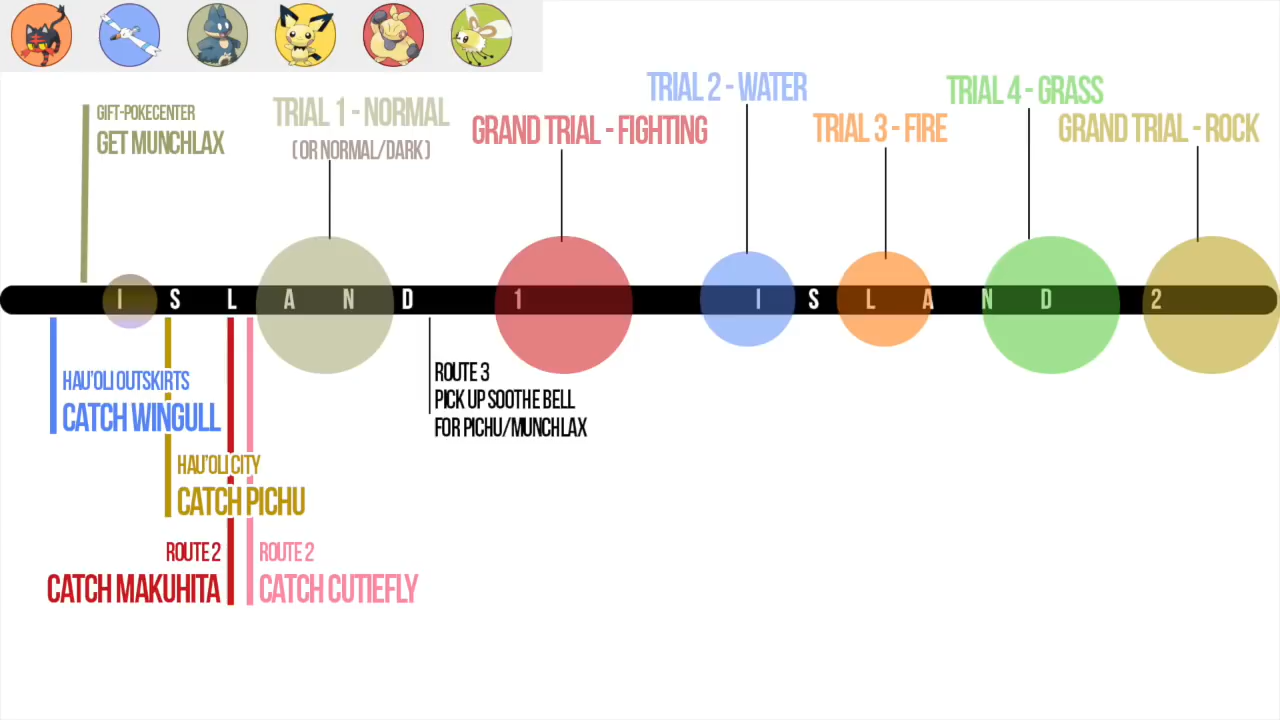 GIFT-POKECENTER
GET MUNCHLAX
TRIAL 1 - NORMAL
( OR NORMAL/DARK )
GRAND TRIAL - FIGHTING
TRIAL 2 - WATER
TRIAL 3 - FIRE
TRIAL 4 - GRASS
GRAND TRIAL - ROCK
ISLAND 1
ISLAND 2
HAU'OLI OUTSKIRTS
CATCH WINGULL
HAU'OLI CITY
CATCH PICHU
ROUTE 2
CATCH MAKUHITA
ROUTE 2
CATCH CUTIEFLY
ROUTE 3
PICK UP SOOTHE BELL
FOR PICHU/MUNCHLAX